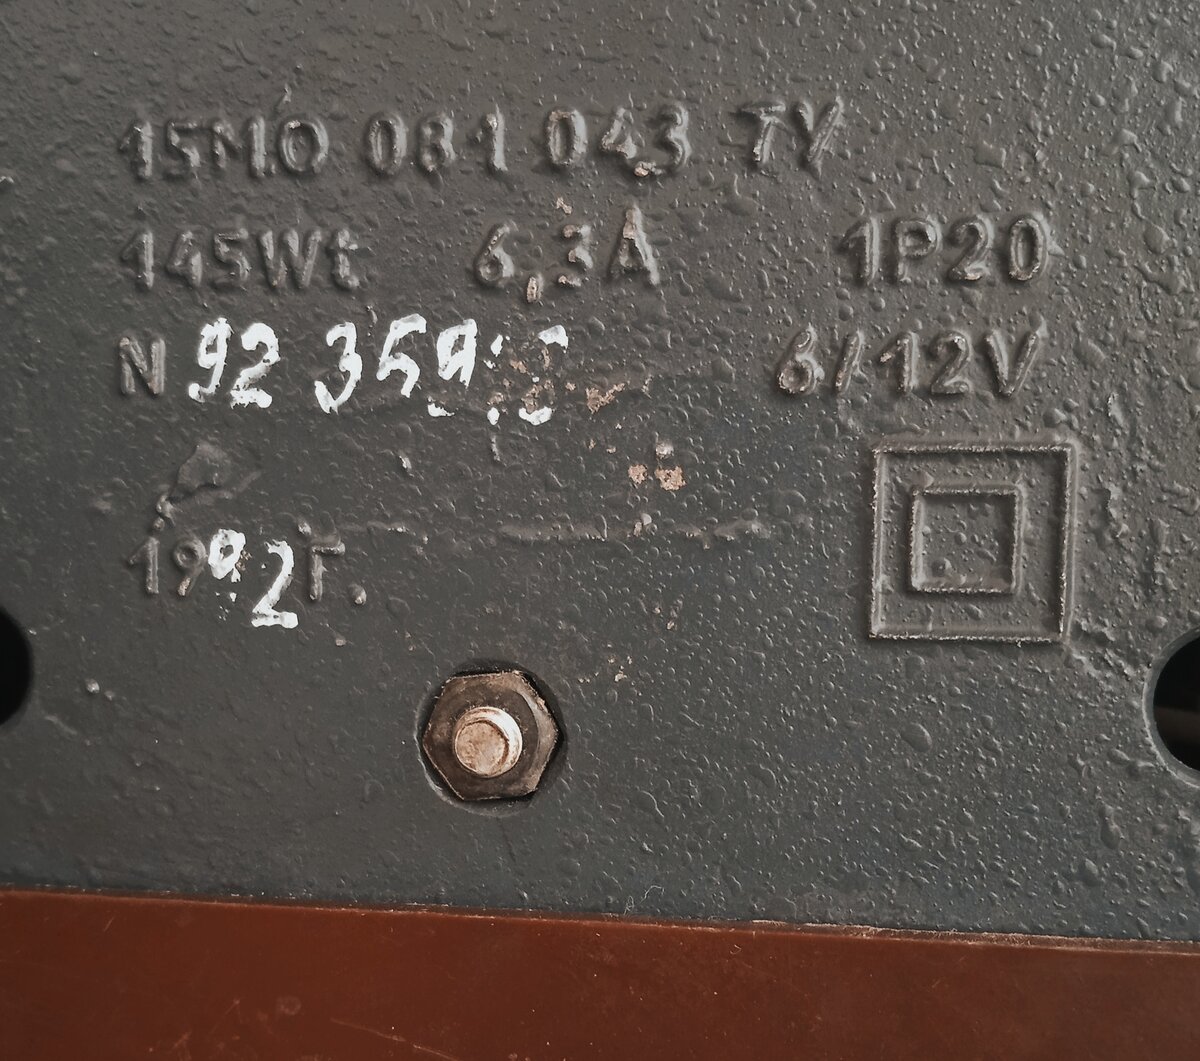 15МО 081 043 ТУ
145Wt 6,3A 1P20
N 92 359 6/12V
1992г.